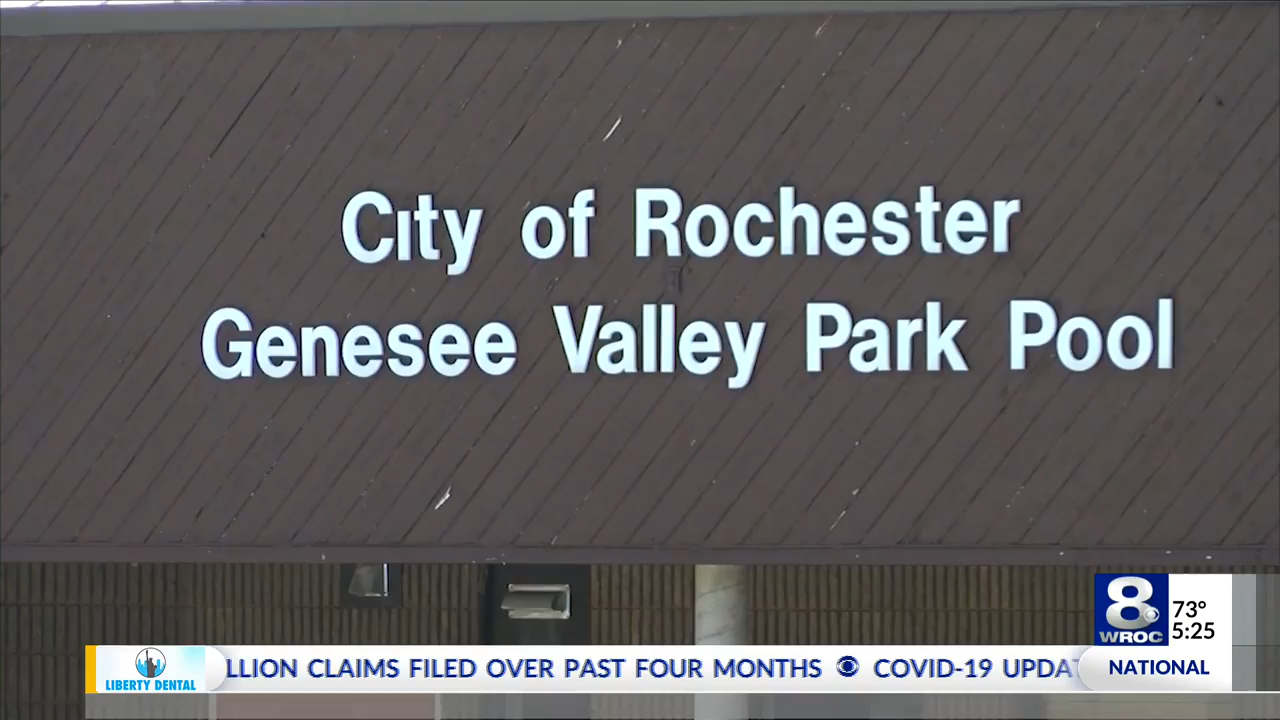 City of Rochester
Genesee Valley Park Pool
8
WROC
73°
5:25
LIBERTY DENTAL
LLION CLAIMS FILED OVER PAST FOUR MONTHS COVID-19 UPDA
NATIONAL